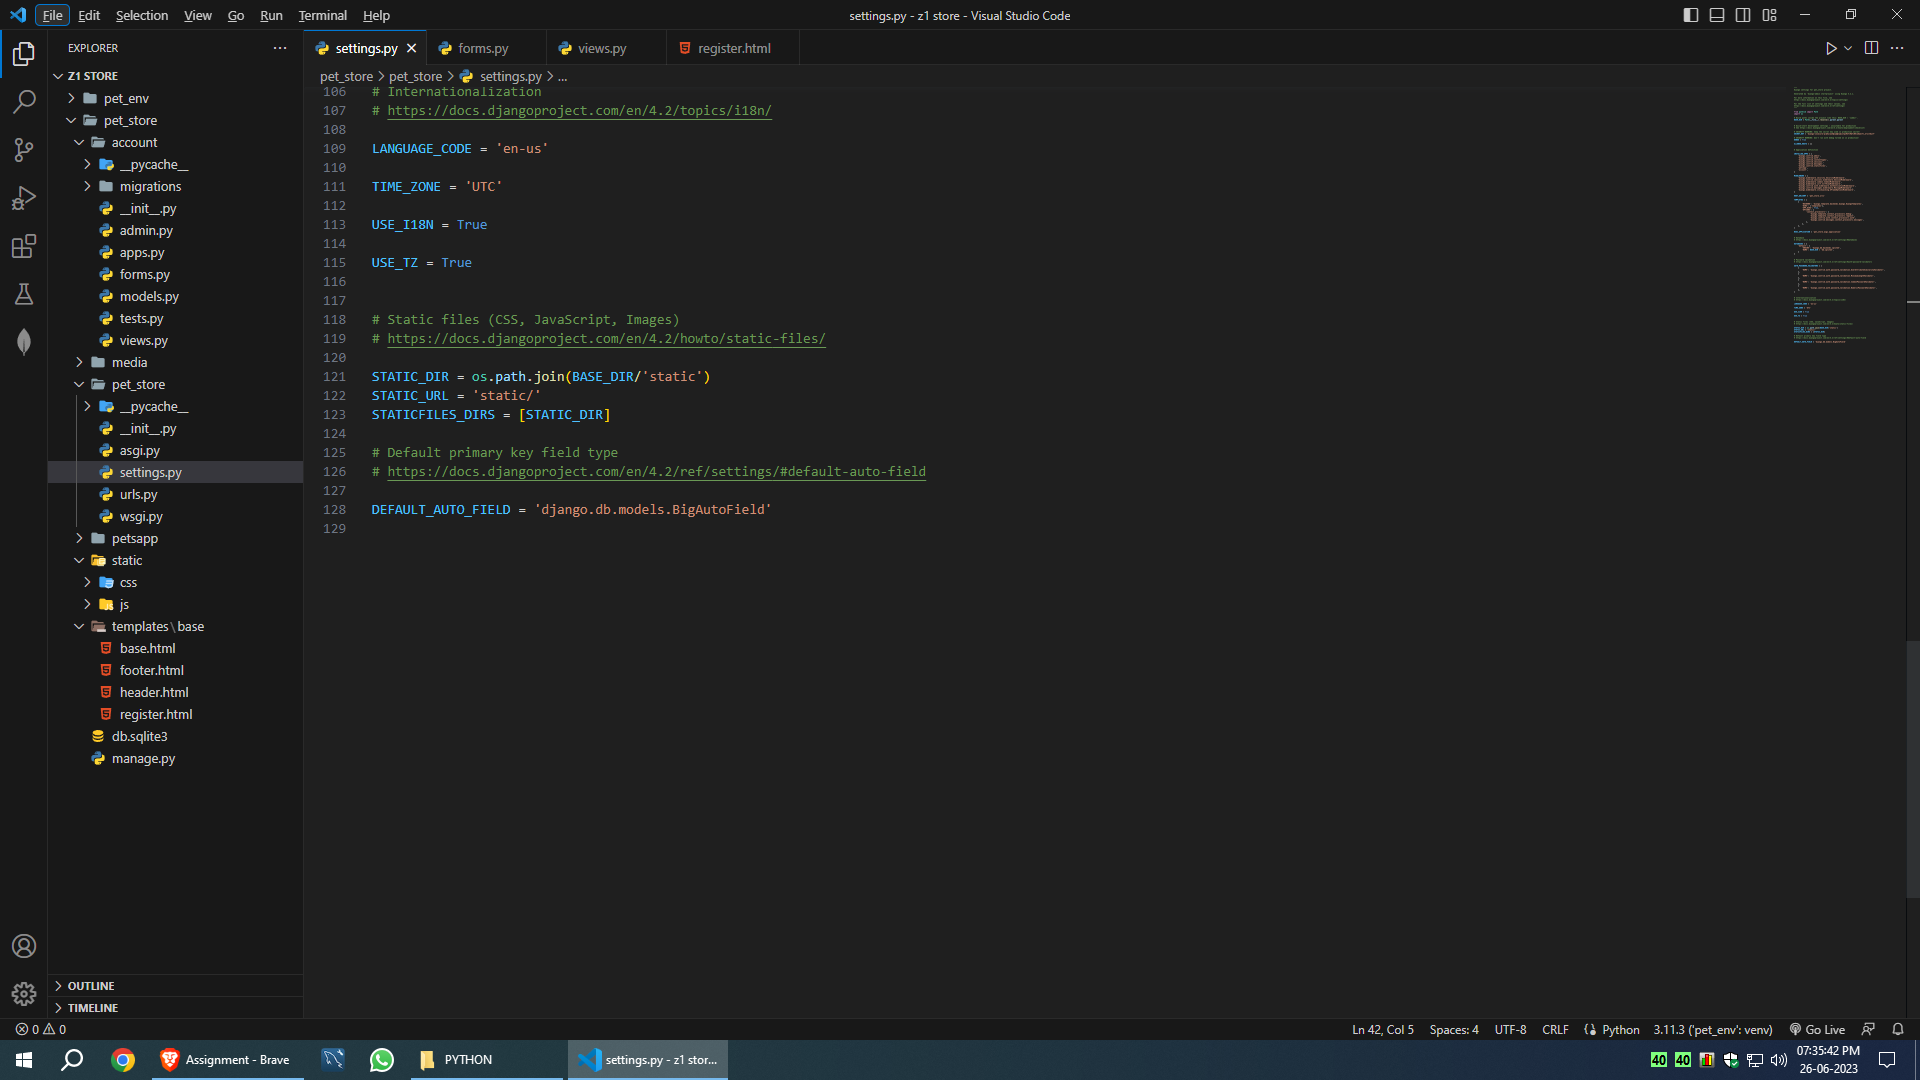 File Edit Selection View Go Run Terminal Help
settings.py - z1 store - Visual Studio Code
EXPLORER
Z1 STORE
pet_env
pet_store
account
__pycache__
migrations
__init__.py
admin.py
apps.py
forms.py
models.py
tests.py
views.py
media
pet_store
__pycache__
__init__.py
asgi.py
settings.py
urls.py
wsgi.py
petsapp
static
css
js
templates\base
base.html
footer.html
header.html
register.html
db.sqlite3
manage.py
OUTLINE
TIMELINE
settings.py forms.py views.py register.html
pet_store > pet_store > settings.py > ...
106 # Internationalization
107 # https://docs.djangoproject.com/en/4.2/topics/i18n/
108
109 LANGUAGE_CODE = 'en-us'
110
111 TIME_ZONE = 'UTC'
112
113 USE_I18N = True
114
115 USE_TZ = True
116
117
118 # Static files (CSS, JavaScript, Images)
119 # https://docs.djangoproject.com/en/4.2/howto/static-files/
120
121 STATIC_DIR = os.path.join(BASE_DIR/'static')
122 STATIC_URL = 'static/'
123 STATICFILES_DIRS = [STATIC_DIR]
124
125 # Default primary key field type
126 # https://docs.djangoproject.com/en/4.2/ref/settings/#default-auto-field
127
128 DEFAULT_AUTO_FIELD = 'django.db.models.BigAutoField'
129
0 0
Ln 42, Col 5 Spaces: 4 UTF-8 CRLF Python 3.11.3 ('pet_env': venv) Go Live
Assignment - Brave PYTHON settings.py - z1 stor...
40 40
07:35:42 PM
26-06-2023